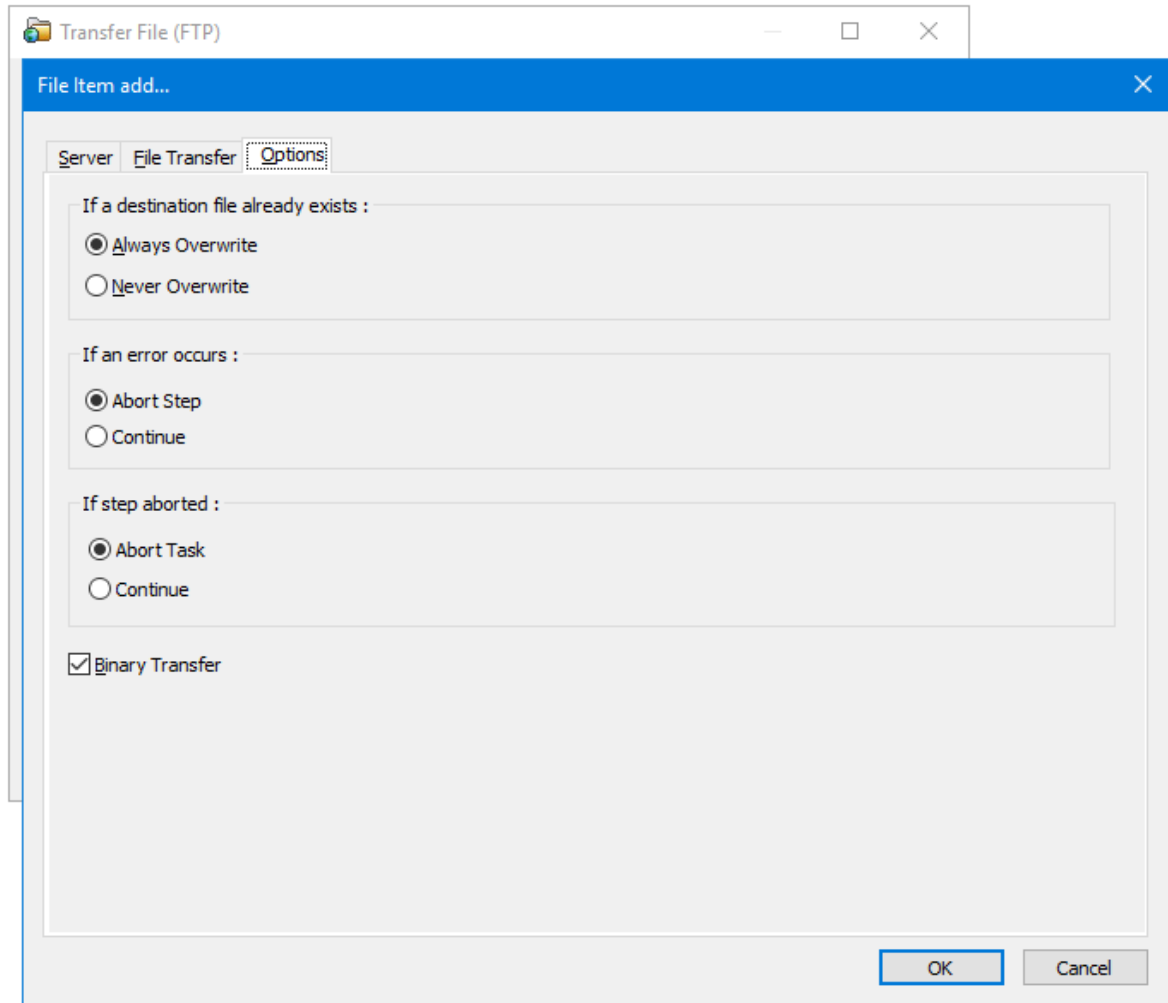 Transfer File (FTP)
File Item add...
Server File Transfer Options
If a destination file already exists :
Always Overwrite
Never Overwrite
If an error occurs :
Abort Step
Continue
If step aborted :
Abort Task
Continue
Binary Transfer
OK Cancel